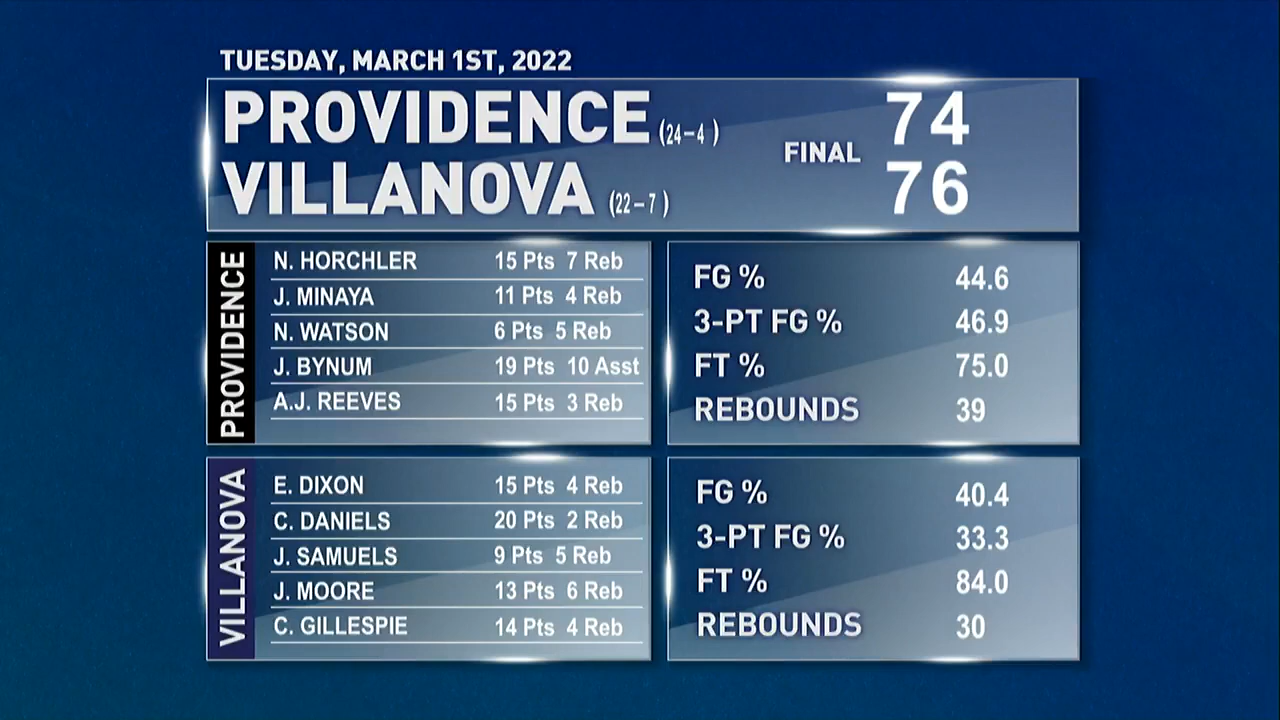 TUESDAY, MARCH 1ST, 2022
PROVIDENCE (24-4 ) 74
FINAL
VILLANOVA (22-7 ) 76
PROVIDENCE
N. HORCHLER 15 Pts 7 Reb
J. MINAYA 11 Pts 4 Reb
N. WATSON 6 Pts 5 Reb
J. BYNUM 19 Pts 10 Asst
A.J. REEVES 15 Pts 3 Reb
FG % 44.6
3-PT FG % 46.9
FT % 75.0
REBOUNDS 39
VILLANOVA
E. DIXON 15 Pts 4 Reb
C. DANIELS 20 Pts 2 Reb
J. SAMUELS 9 Pts 5 Reb
J. MOORE 13 Pts 6 Reb
C. GILLESPIE 14 Pts 4 Reb
FG % 40.4
3-PT FG % 33.3
FT % 84.0
REBOUNDS 30